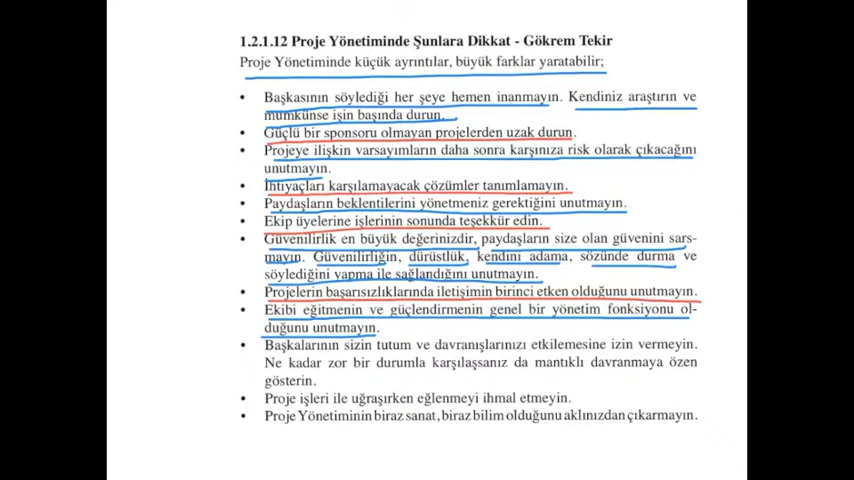 1.2.1.12 Proje Yönetiminde Şunlara Dikkat - Gökrem Tekir
Proje Yönetiminde küçük ayrıntılar, büyük farklar yaratabilir;
• Başkasının söylediği her şeye hemen inanmayın. Kendiniz araştırın ve
mümkünse işin başında durun.
• Güçlü bir sponsoru olmayan projelerden uzak durun.
• Projeye ilişkin varsayımların daha sonra karşınıza risk olarak çıkacağını
unutmayın.
• İhtiyaçları karşılamayacak çözümler tanımlamayın.
• Paydaşların beklentilerini yönetmeniz gerektiğini unutmayın.
• Ekip üyelerine işlerinin sonunda teşekkür edin.
• Güvenilirlik en büyük değerinizdir, paydaşların size olan güvenini sars-
mayın. Güvenilirliğin, dürüstlük, kendini adama, sözünde durma ve
söylediğini yapma ile sağlandığını unutmayın.
• Projelerin başarısızlıklarında iletişimin birinci etken olduğunu unutmayın.
• Ekibi eğitmenin ve güçlendirmenin genel bir yönetim fonksiyonu ol-
duğunu unutmayın.
• Başkalarının sizin tutum ve davranışlarınızı etkilemesine izin vermeyin.
Ne kadar zor bir durumla karşılaşsanız da mantıklı davranmaya özen
gösterin.
• Proje işleri ile uğraşırken eğlenmeyi ihmal etmeyin.
• Proje Yönetiminin biraz sanat, biraz bilim olduğunu aklınızdan çıkarmayın.